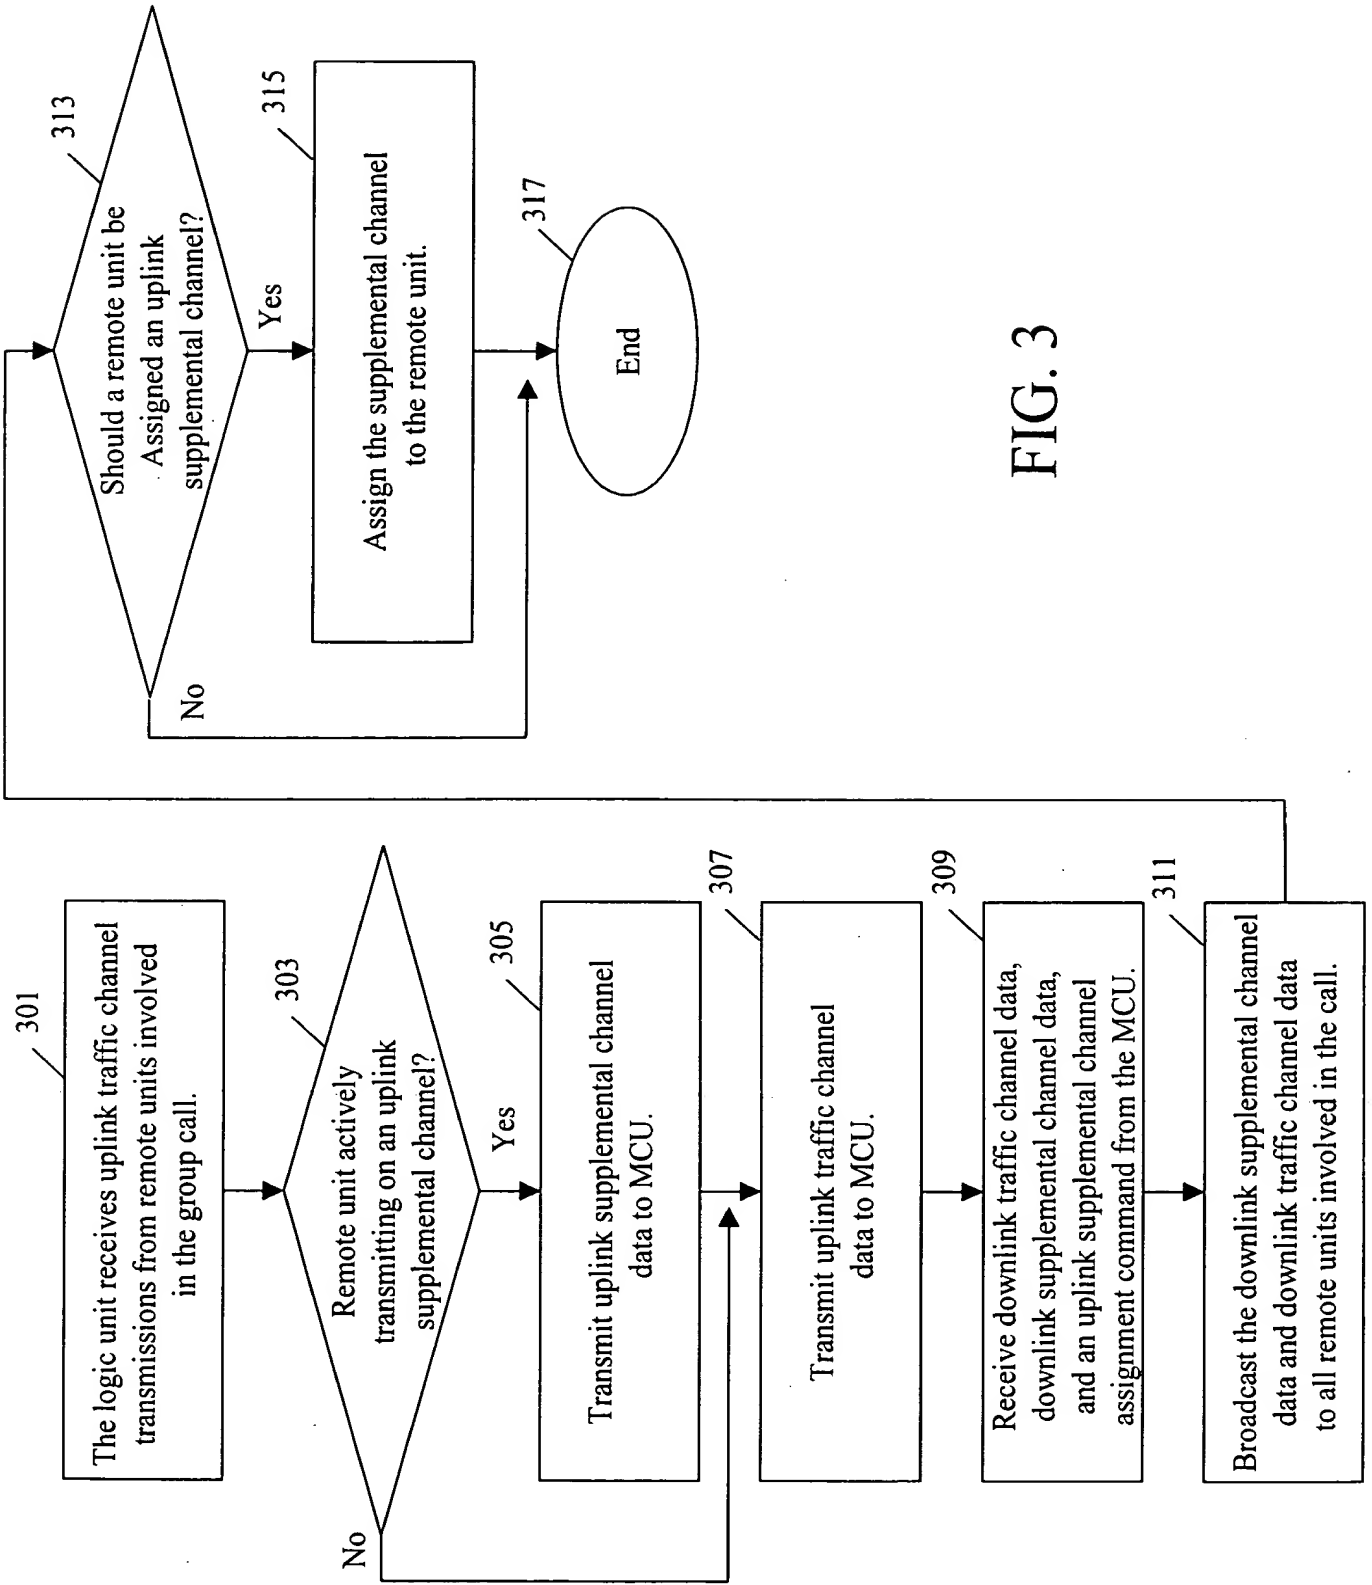 301
The logic unit receives uplink traffic channel
transmissions from remote units involved
in the group call.
303
Remote unit actively
transmitting on an uplink
supplemental channel?
No
Yes
305
Transmit uplink supplemental channel
data to MCU.
307
Transmit uplink traffic channel
data to MCU.
309
Receive downlink traffic channel data,
downlink supplemental channel data,
and an uplink supplemental channel
assignment command from the MCU.
311
Broadcast the downlink supplemental channel
data and downlink traffic channel data
to all remote units involved in the call.
313
Should a remote unit be
Assigned an uplink
supplemental channel?
No
Yes
315
Assign the supplemental channel
to the remote unit.
317
End
FIG. 3